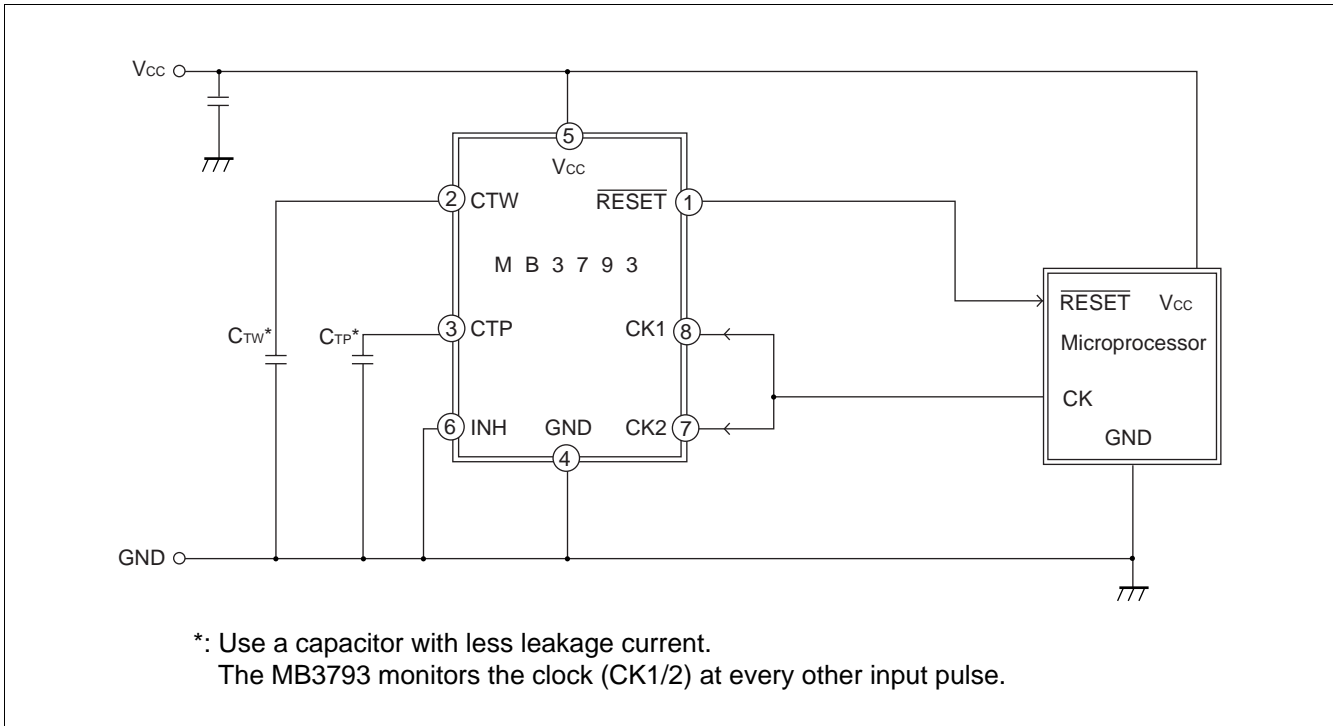 VCC
5
VCC
2 CTW
RESET 1
M B 3 7 9 3
RESET VCC
CTW*
CTP*
3 CTP
CK1 8
Microprocessor
CK
6 INH
GND
CK2 7
GND
4
GND
*: Use a capacitor with less leakage current.
The MB3793 monitors the clock (CK1/2) at every other input pulse.